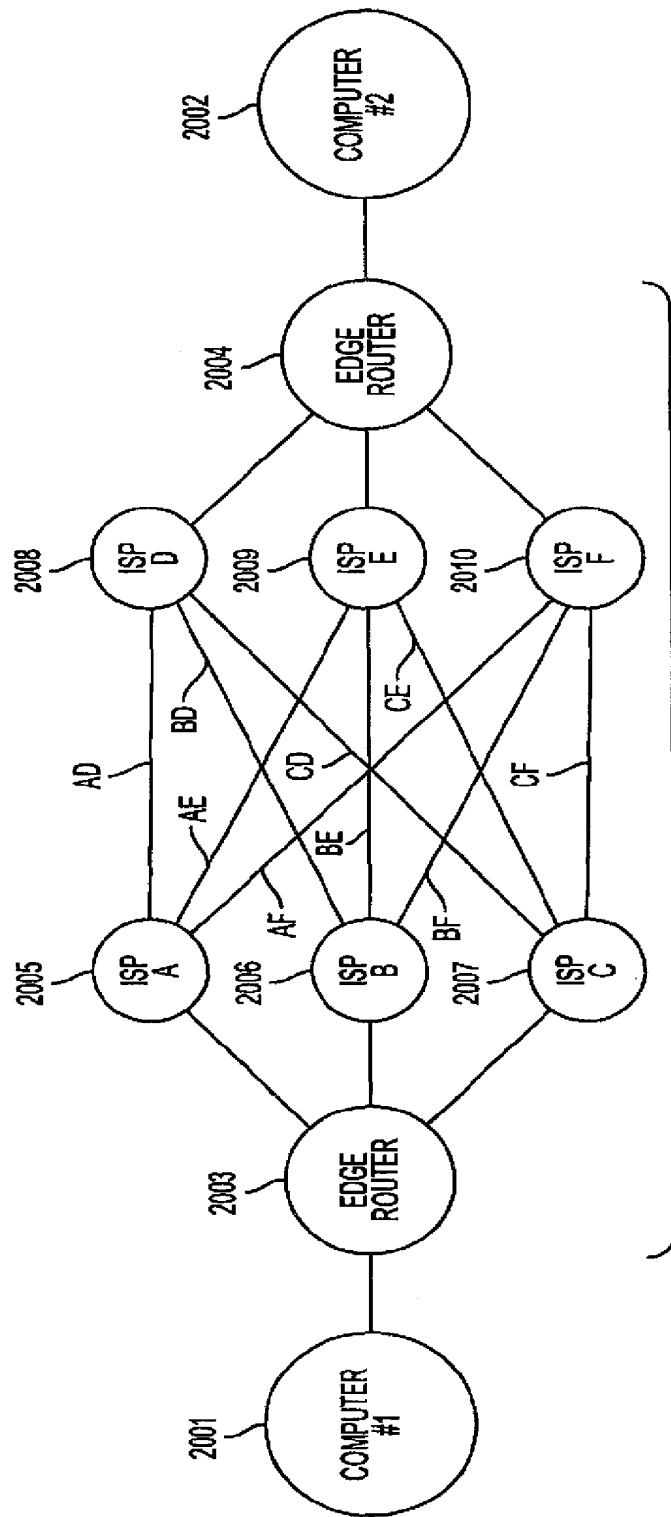 2001
COMPUTER
#1
2003
EDGE
ROUTER
2005
ISP
A
2006
ISP
B
2007
ISP
C
AD
AE
BD
AF
CD
BE
BF
CE
CF
2008
ISP
D
2009
ISP
E
2010
ISP
F
2004
EDGE
ROUTER
2002
COMPUTER
#2